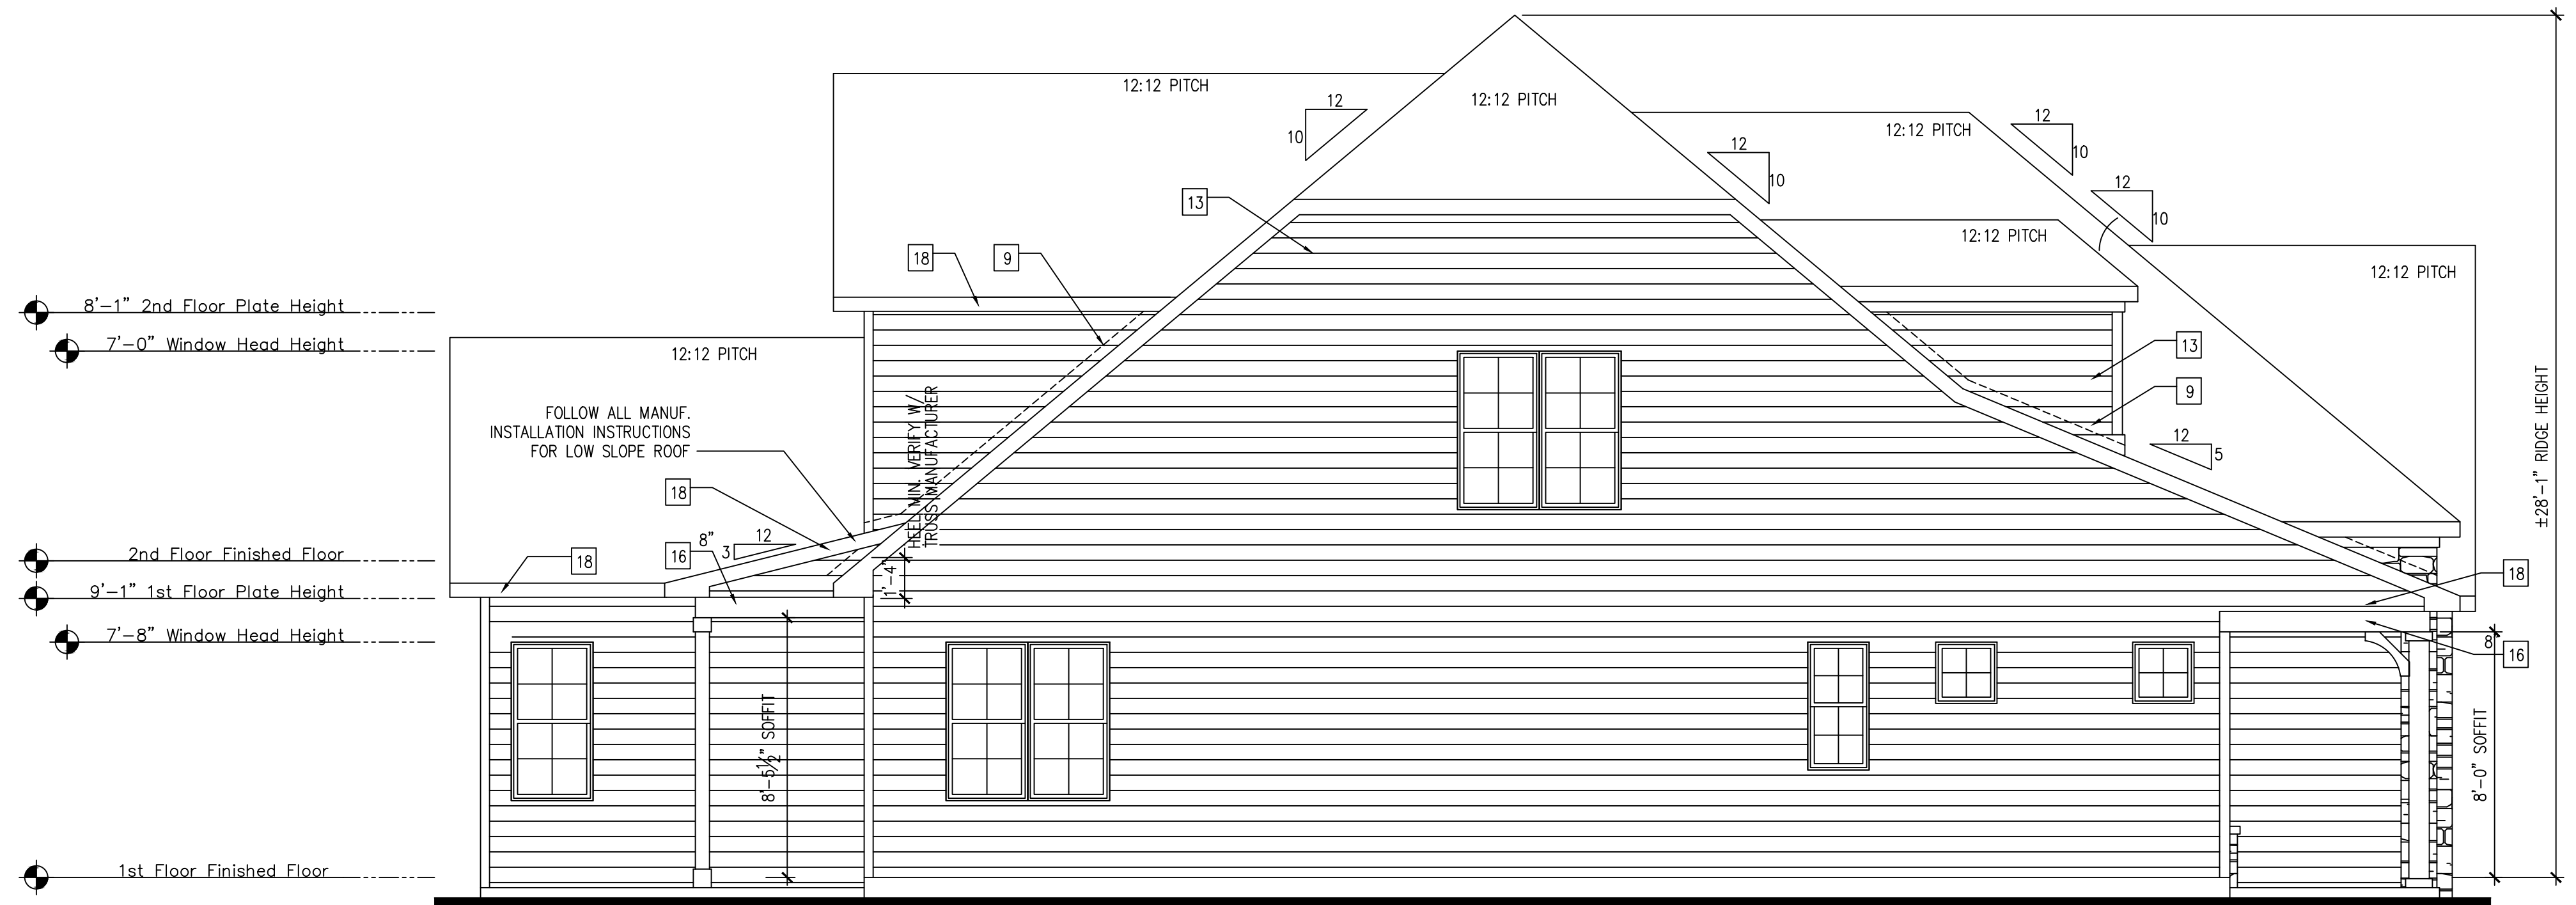 12:12 PITCH
12:12 PITCH
12
10
12
10
12:12 PITCH
12
10
12
10
12:12 PITCH
12:12 PITCH
13
18
9
8'-1" 2nd Floor Plate Height
7'-0" Window Head Height
12:12 PITCH
13
9
12
5
FOLLOW ALL MANUF.
INSTALLATION INSTRUCTIONS
FOR LOW SLOPE ROOF
HEEL MIN. VERIFY W/
TRUSS MANUFACTURER
1'-4"
±28'-1" RIDGE HEIGHT
18
12
3
8"
16
18
2nd Floor Finished Floor
9'-1" 1st Floor Plate Height
7'-8" Window Head Height
18
16
8
8'-5½" SOFFIT
8'-0" SOFFIT
1st Floor Finished Floor